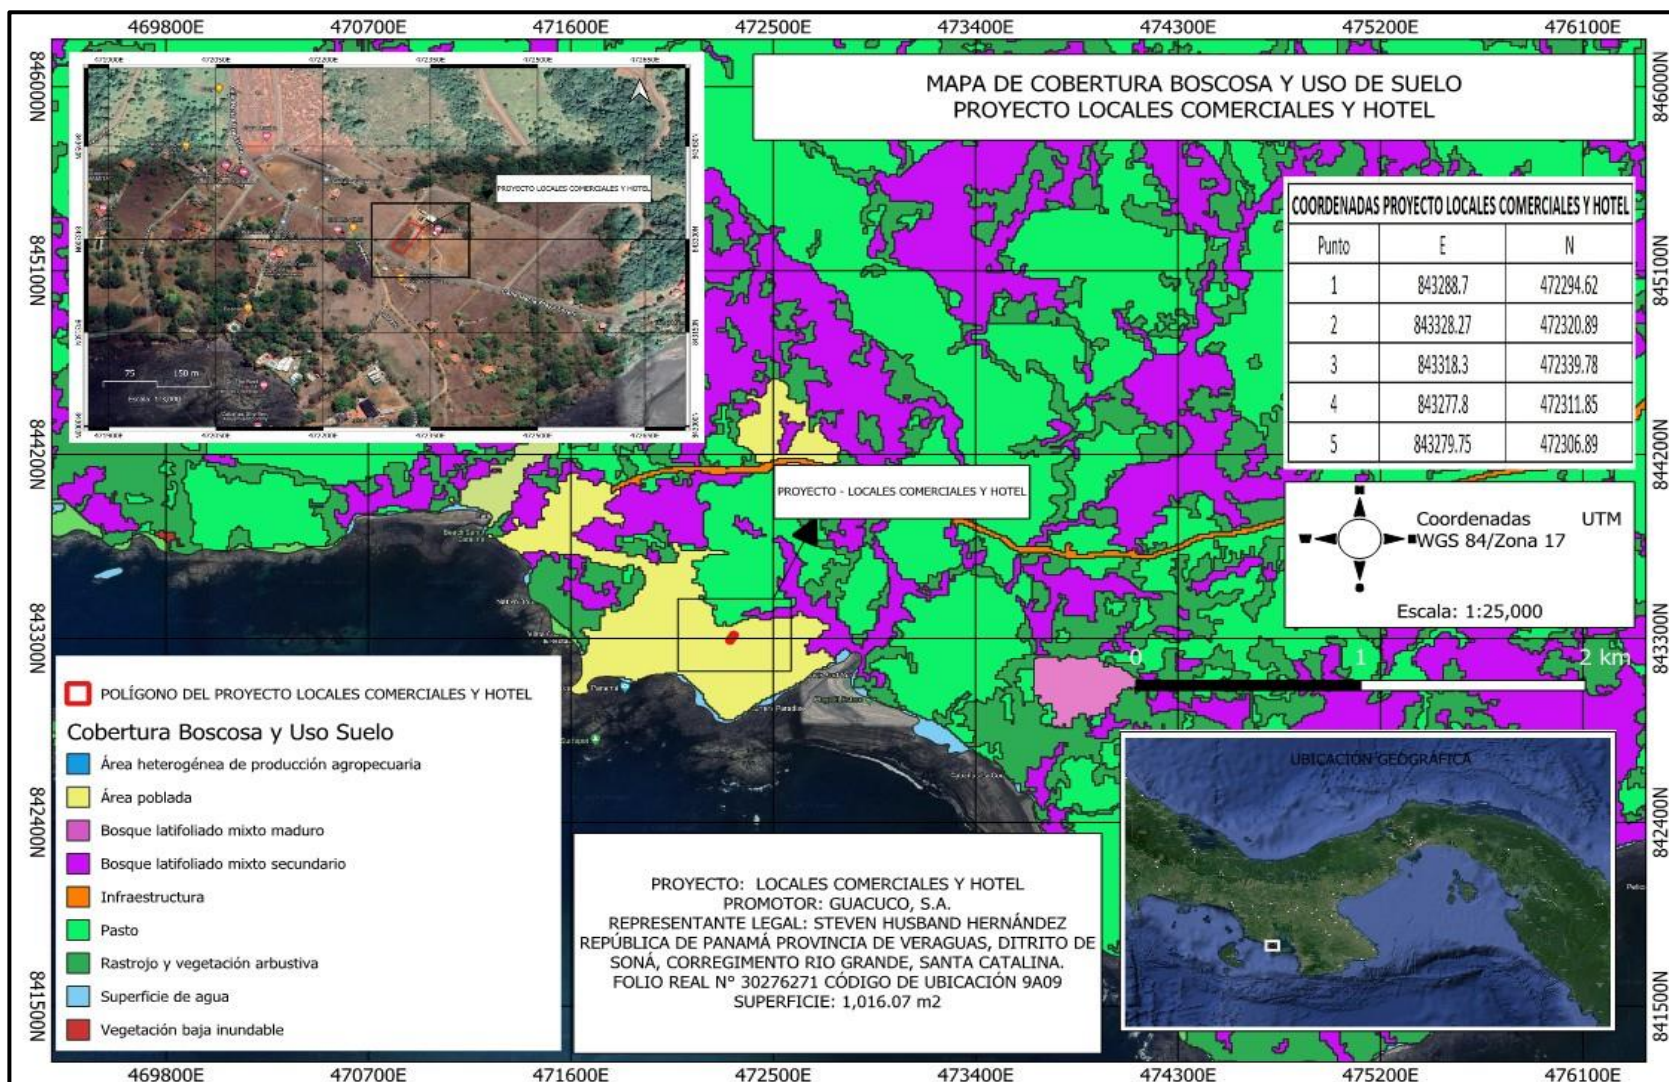 469800E 470700E 471600E 472500E 473400E 474300E 475200E 476100E
846000N
845100N
844200N
843300N
842400N
841500N
MAPA DE COBERTURA BOSCOSA Y USO DE SUELO
PROYECTO LOCALES COMERCIALES Y HOTEL
PROYECTO LOCALES COMERCIALES Y HOTEL
75 150 m
COORDENADAS PROYECTO LOCALES COMERCIALES Y HOTEL
Punto E N
1 843288.7 472294.62
2 843328.27 472320.89
3 843318.3 472339.78
4 843277.8 472311.85
5 843279.75 472306.89
PROYECTO - LOCALES COMERCIALES Y HOTEL
Coordenadas UTM
WGS 84/Zona 17
Escala: 1:25,000
0 1 2 km
POLÍGONO DEL PROYECTO LOCALES COMERCIALES Y HOTEL
Cobertura Boscosa y Uso Suelo
Área heterogénea de producción agropecuaria
Área poblada
Bosque latifoliado mixto maduro
Bosque latifoliado mixto secundario
Infraestructura
Pasto
Rastrojo y vegetación arbustiva
Superficie de agua
Vegetación baja inundable
PROYECTO: LOCALES COMERCIALES Y HOTEL
PROMOTOR: GUACUCO, S.A.
REPRESENTANTE LEGAL: STEVEN HUSBAND HERNÁNDEZ
REPÚBLICA DE PANAMÁ PROVINCIA DE VERAGUAS, DITRITO DE
SONÁ, CORREGIMENTO RIO GRANDE, SANTA CATALINA.
FOLIO REAL N° 30276271 CÓDIGO DE UBICACIÓN 9A09
SUPERFICIE: 1,016.07 m2
UBICACIÓN GEOGRÁFICA
846000N
845100N
844200N
843300N
842400N
841500N
469800E 470700E 471600E 472500E 473400E 474300E 475200E 476100E